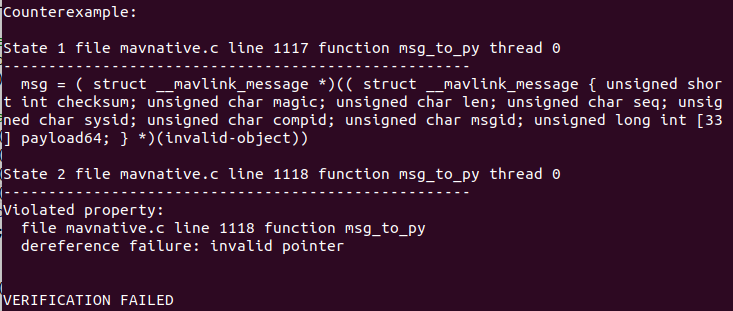 Counterexample:
State 1 file mavnative.c line 1117 function msg_to_py thread 0
----------------------------------------------------
  msg = ( struct __mavlink_message *)(( struct __mavlink_message { unsigned shor
t int checksum; unsigned char magic; unsigned char len; unsigned char seq; unsig
ned char sysid; unsigned char compid; unsigned char msgid; unsigned long int [33
] payload64; } *)(invalid-object))
State 2 file mavnative.c line 1118 function msg_to_py thread 0
----------------------------------------------------
Violated property:
  file mavnative.c line 1118 function msg_to_py
  dereference failure: invalid pointer
VERIFICATION FAILED